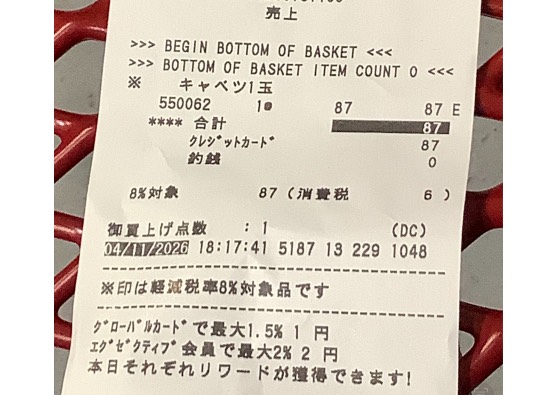 売上
>>> BEGIN BOTTOM OF BASKET <<<
>>> BOTTOM OF BASKET ITEM COUNT 0 <<<
※ キャベツ1玉
550062 1@ 87 87 E
**** 合計 87
ｸﾚｼﾞｯﾄｶｰﾄﾞ 87
釣銭 0
8%対象 87 (消費税 6 )
御買上げ点数 : 1 (DC)
04/11/2026 18:17:41 5187 13 229 1048
※印は軽減税率8%対象品です
ｸﾞﾛｰﾊﾞﾙｶｰﾄﾞで最大1.5% 1 円
ｴｸﾞｾﾞｸﾃｨﾌﾞ会員で最大2% 2 円
本日それぞれリワードが獲得できます!